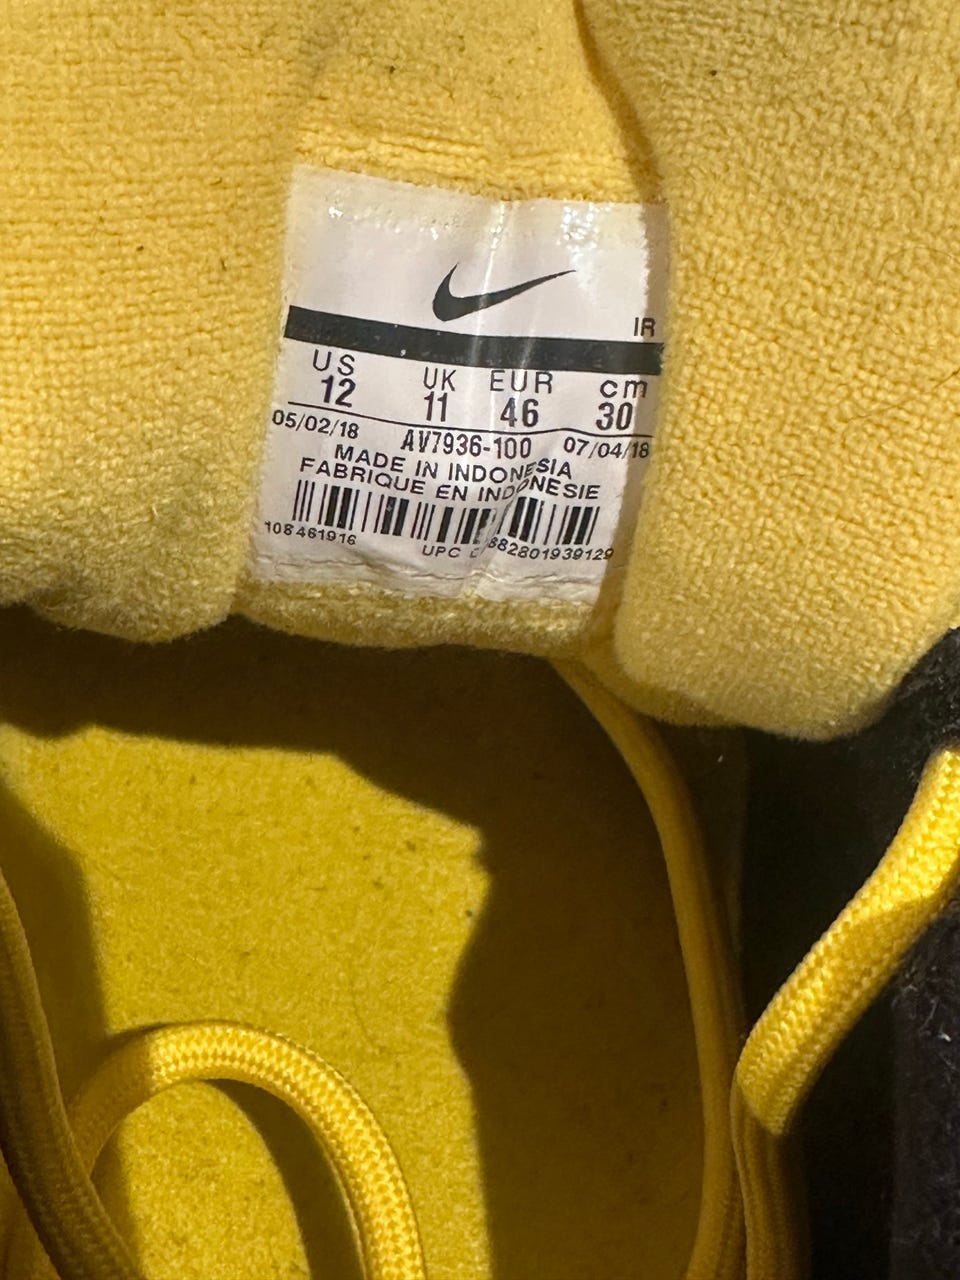 IR
US UK EUR cm
12 11 46 30
05/02/18 AV7936-100 07/04/18
MADE IN INDONESIA
FABRIQUE EN INDONESIE
108461916 UPC 882801939129